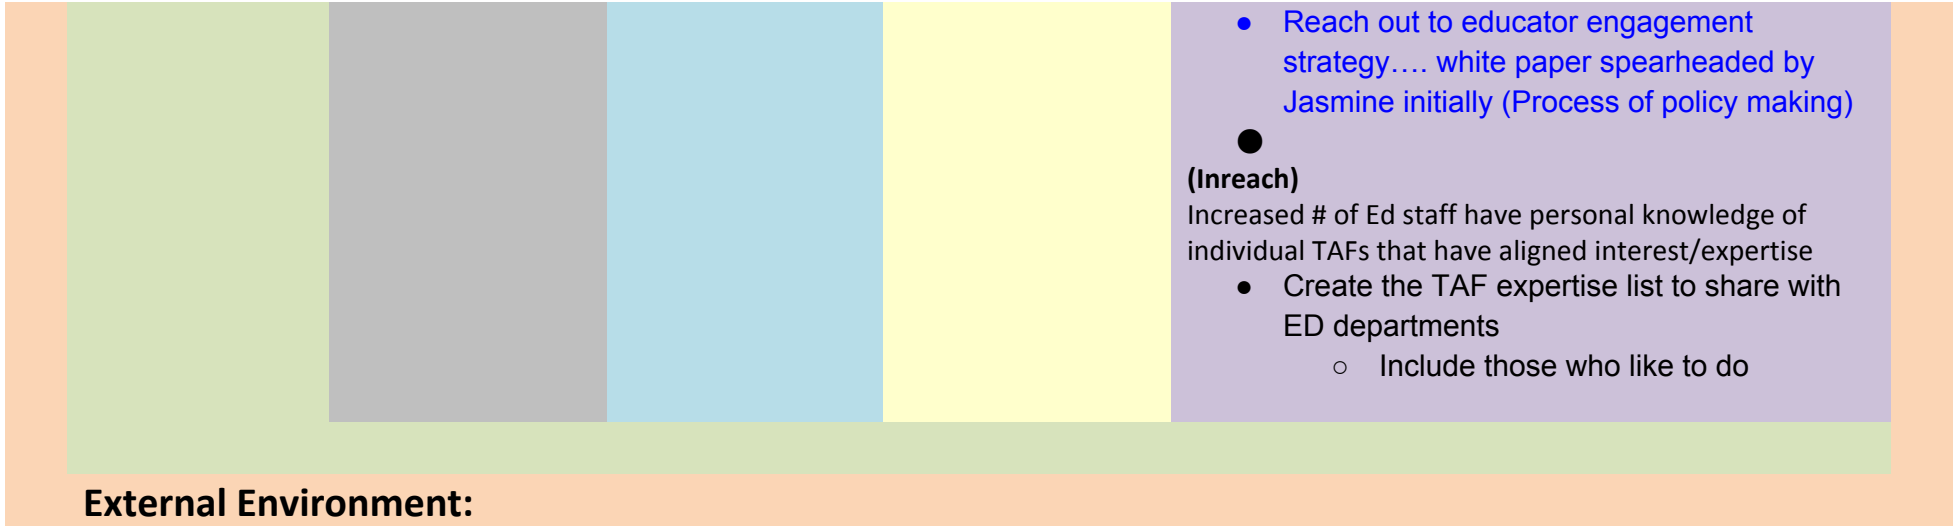 ● Reach out to educator engagement
strategy…. white paper spearheaded by
Jasmine initially (Process of policy making)
●
(Inreach)
Increased # of Ed staff have personal knowledge of
individual TAFs that have aligned interest/expertise
● Create the TAF expertise list to share with
ED departments
○ Include those who like to do
External Environment: